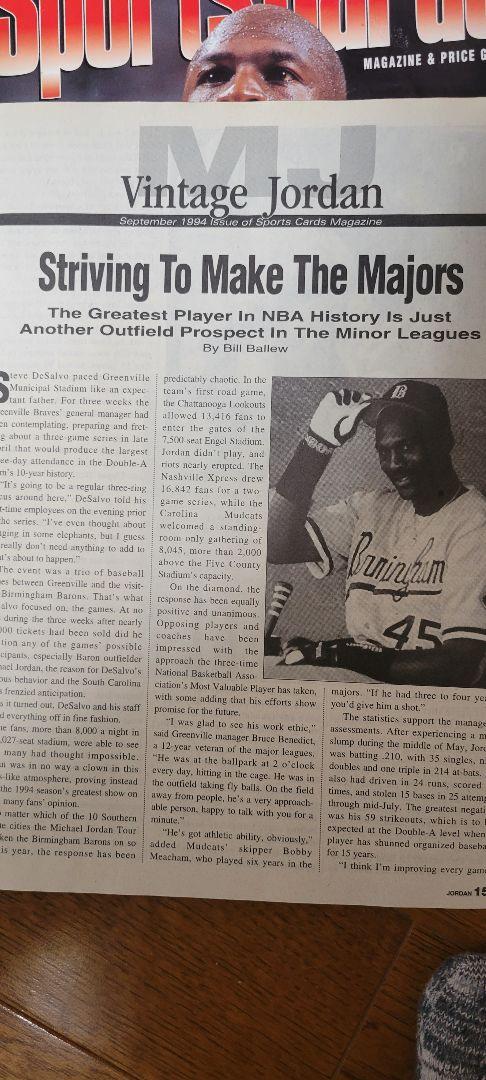 MAGAZINE & PRICE G
MJ
Vintage Jordan
September 1994 Issue of Sports Cards Magazine
Striving To Make The Majors
The Greatest Player In NBA History Is Just
Another Outfield Prospect In The Minor Leagues
By Bill Ballew
Steve DeSalvo paced Greenville
Municipal Stadium like an expec-
tant father. For three weeks the
eenville Braves' general manager had
en contemplating, preparing and fret-
g about a three-game series in late
ril that would produce the largest
ee-day attendance in the Double-A
m's 10-year history.
"It's going to be a regular three-ring
cus around here," DeSalvo told his
t-time employees on the evening prior
the series. "I've even thought about
nging in some elephants, but I guess
really don't need anything to add to
at's about to happen."
The event was a trio of baseball
es between Greenville and the visit-
Birmingham Barons. That's what
alvo focused on, the games. At no
during the three weeks after nearly
000 tickets had been sold did he
tion any of the games' possible
cipants, especially Baron outfielder
ael Jordan, the reason for DeSalvo's
ous behavior and the South Carolina
s frenzied anticipation.
s it turned out, DeSalvo and his staff
d everything off in fine fashion.
e fans, more than 8,000 a night in
,027-seat stadium, were able to see
many had thought impossible.
n was in no way a clown in this
s-like atmosphere, proving instead
the 1994 season's greatest show on
many fans' opinion.
o matter which of the 10 Southern
e cities the Michael Jordan Tour
ken the Birmingham Barons on so
is year, the response has been
predictably chaotic. In the
team's first road game,
the Chattanooga Lookouts
allowed 13,416 fans to
enter the gates of the
7,500-seat Engel Stadium.
Jordan didn't play, and
riots nearly erupted. The
Nashville Xpress drew
16,842 fans for a two-
game series, while the
Carolina Mudcats
welcomed a standing-
room only gathering of
8,045, more than 2,000
above the Five County
Stadium's capacity.
On the diamond, the
response has been equally
positive and unanimous.
Opposing players and
coaches have been
impressed with the
approach the three-time
National Basketball Asso-
ciation's Most Valuable Player has taken,
with some adding that his efforts show
promise for the future.
"I was glad to see his work ethic,"
said Greenville manager Bruce Benedict,
a 12-year veteran of the major leagues.
"He was at the ballpark at 2 o'clock
every day, hitting in the cage. He was in
the outfield taking fly balls. On the field
away from people, he's a very approach-
able person, happy to talk with you for a
minute."
"He's got athletic ability, obviously,"
added Mudcats' skipper Bobby
Meacham, who played six years in the
B
Birmingham
45
majors. "If he had three to four ye
you'd give him a shot."
The statistics support the manage
assessments. After experiencing a m
slump during the middle of May, Jor
was batting .210, with 35 singles, n
doubles and one triple in 214 at-bats.
also had driven in 24 runs, scored
times, and stolen 15 bases in 25 attem
through mid-July. The greatest negati
was his 59 strikeouts, which is to
expected at the Double-A level when
player has shunned organized baseba
for 15 years.
"I think I'm improving every game
JORDAN 15